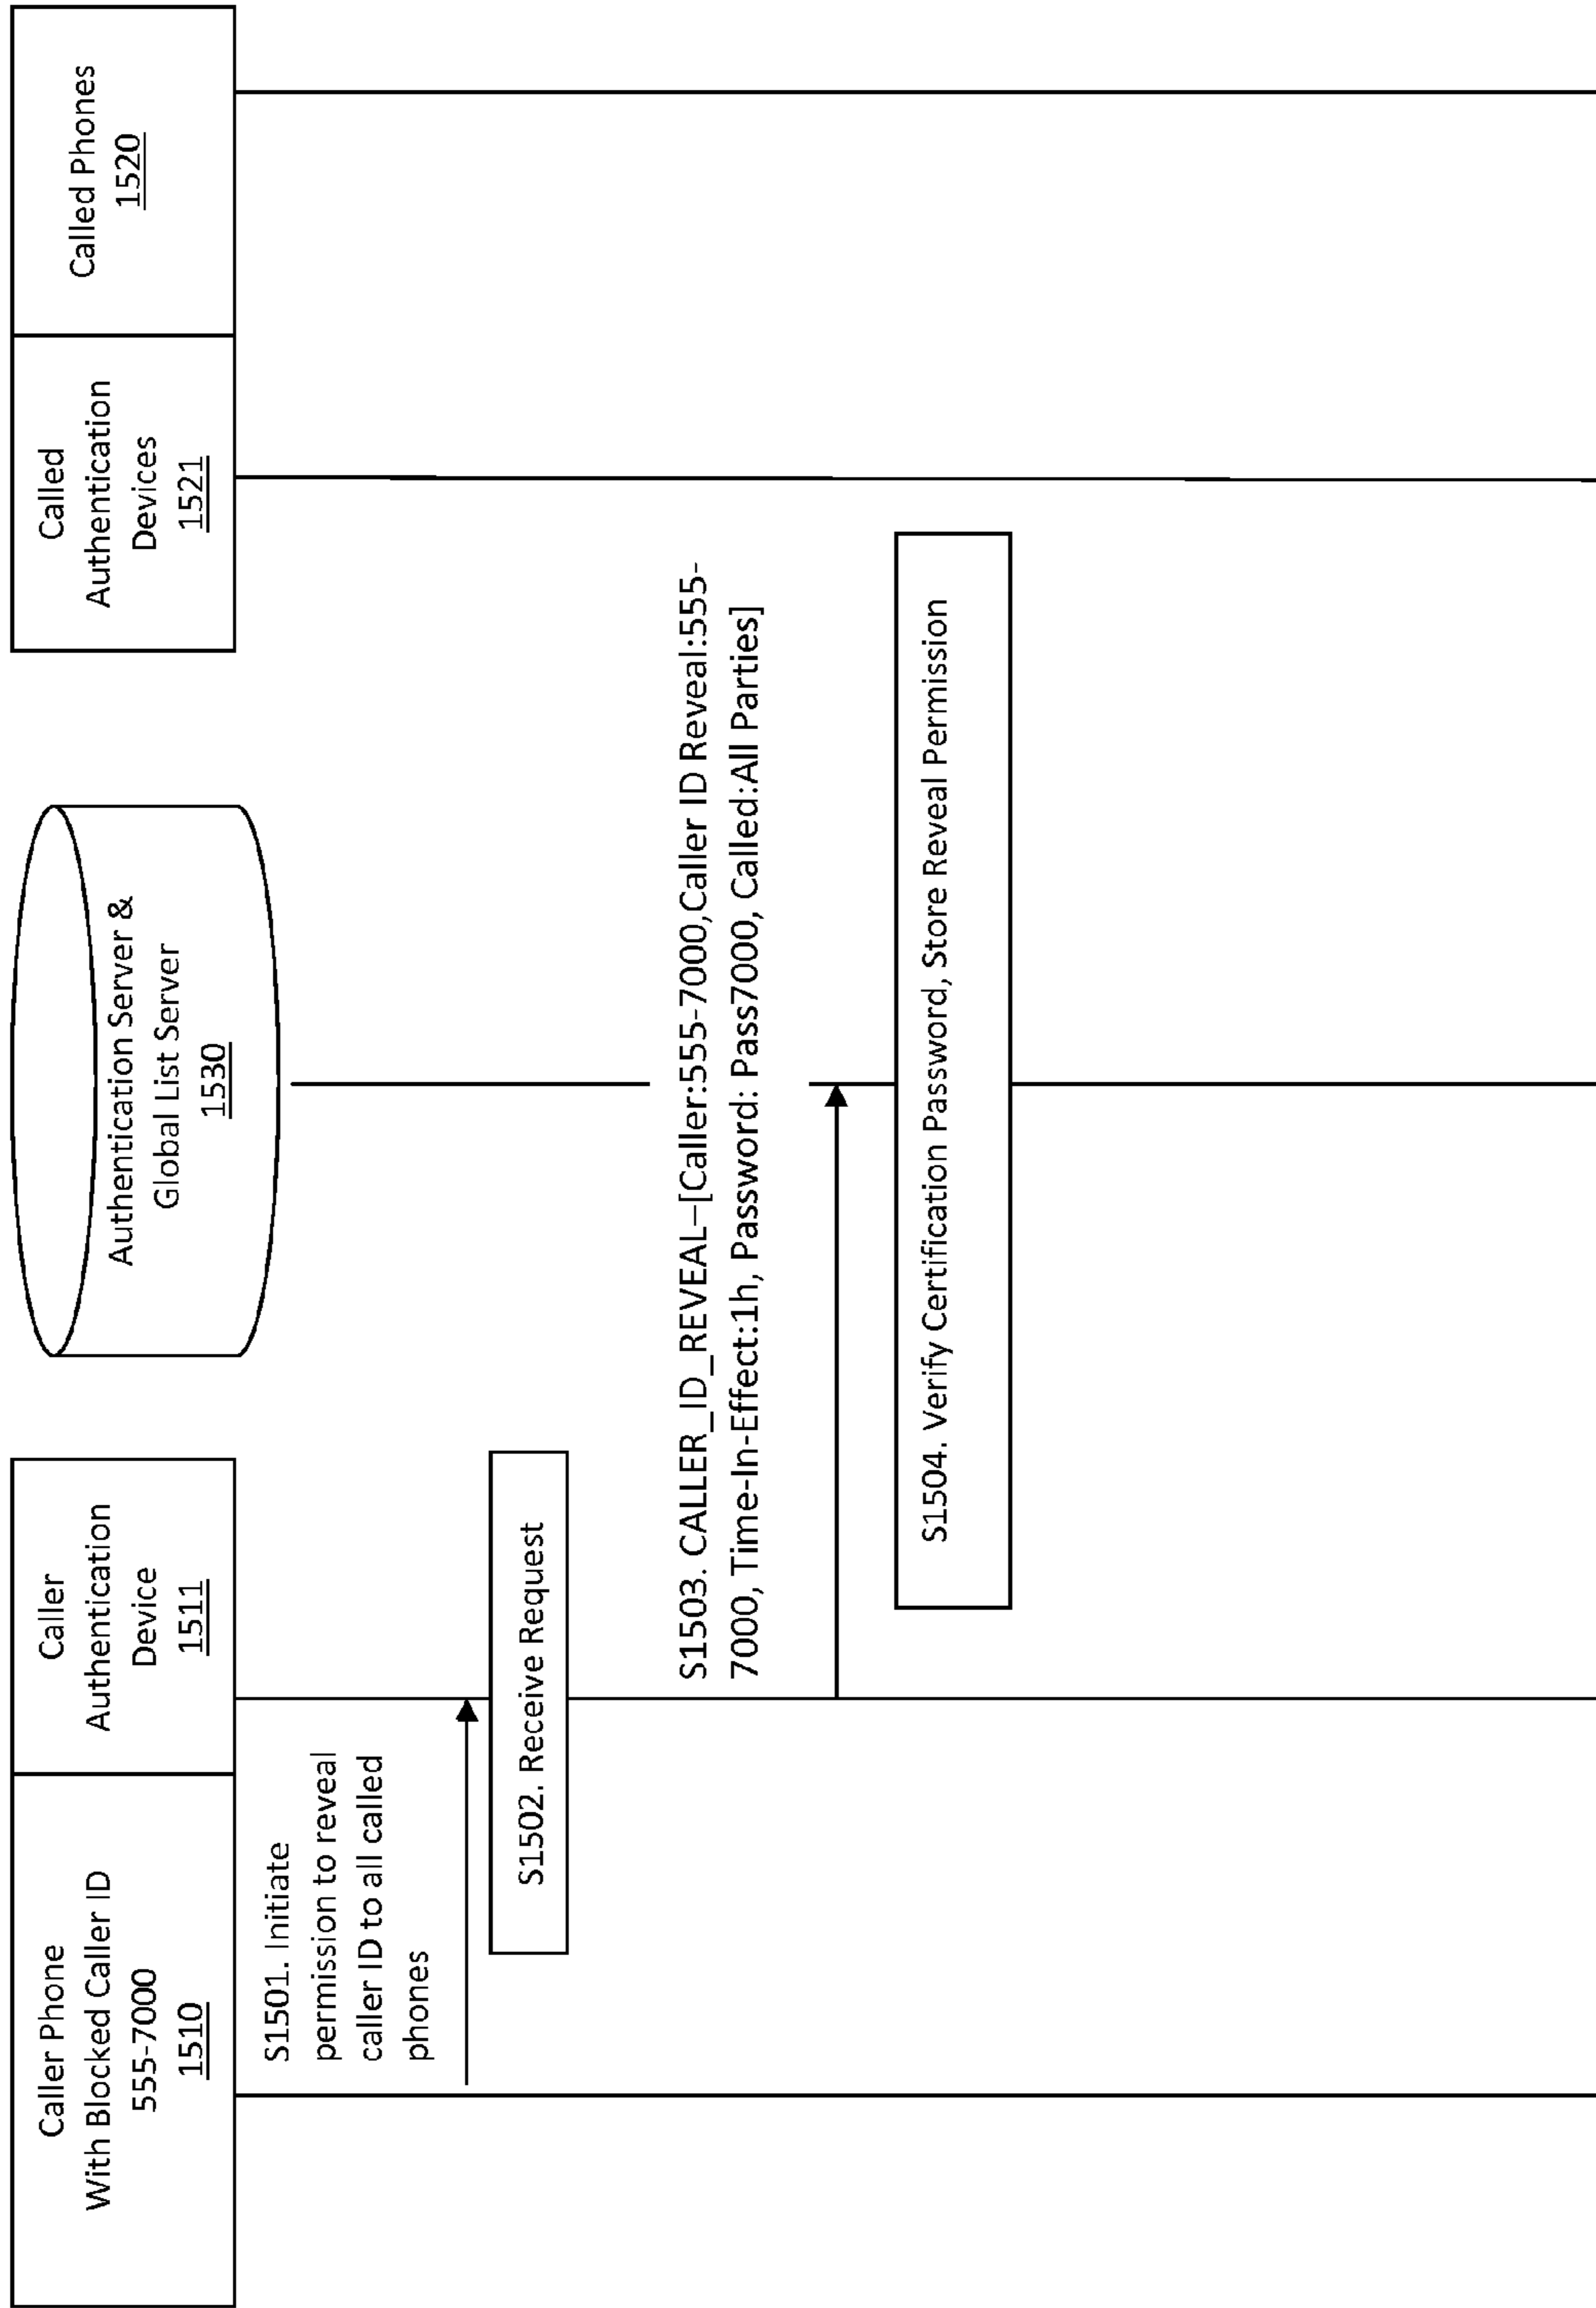 Caller Phone
With Blocked Caller ID
555-7000
1510
Caller
Authentication
Device
1511
Authentication Server &
Global List Server
1530
Called
Authentication
Devices
1521
Called Phones
1520
S1501. Initiate
permission to reveal
caller ID to all called
phones
S1502. Receive Request
S1503. CALLER_ID_REVEAL–[Caller:555-7000,Caller ID Reveal:555-
7000, Time-In-Effect:1h, Password: Pass7000, Called:All Parties]
S1504. Verify Certification Password, Store Reveal Permission